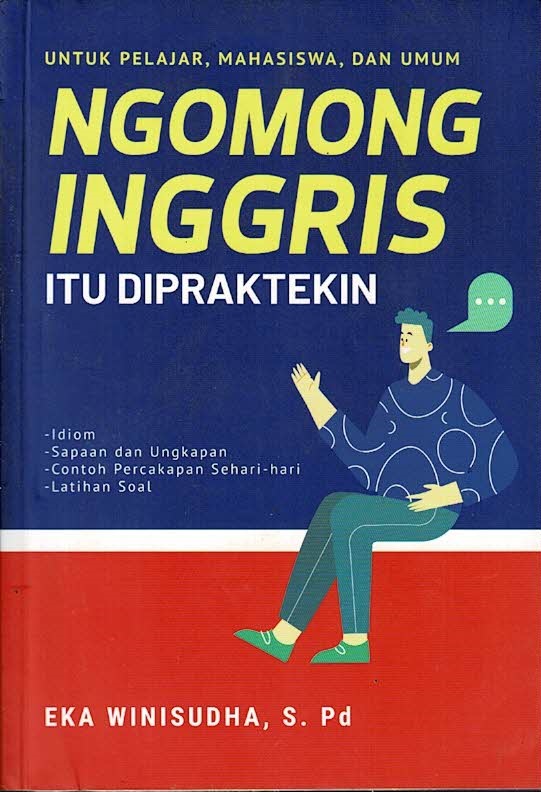 UNTUK PELAJAR, MAHASISWA, DAN UMUM
NGOMONG
INGGRIS
ITU DIPRAKTEKIN
-Idiom
-Sapaan dan Ungkapan
-Contoh Percakapan Sehari-hari
-Latihan Soal
EKA WINISUDHA, S. Pd